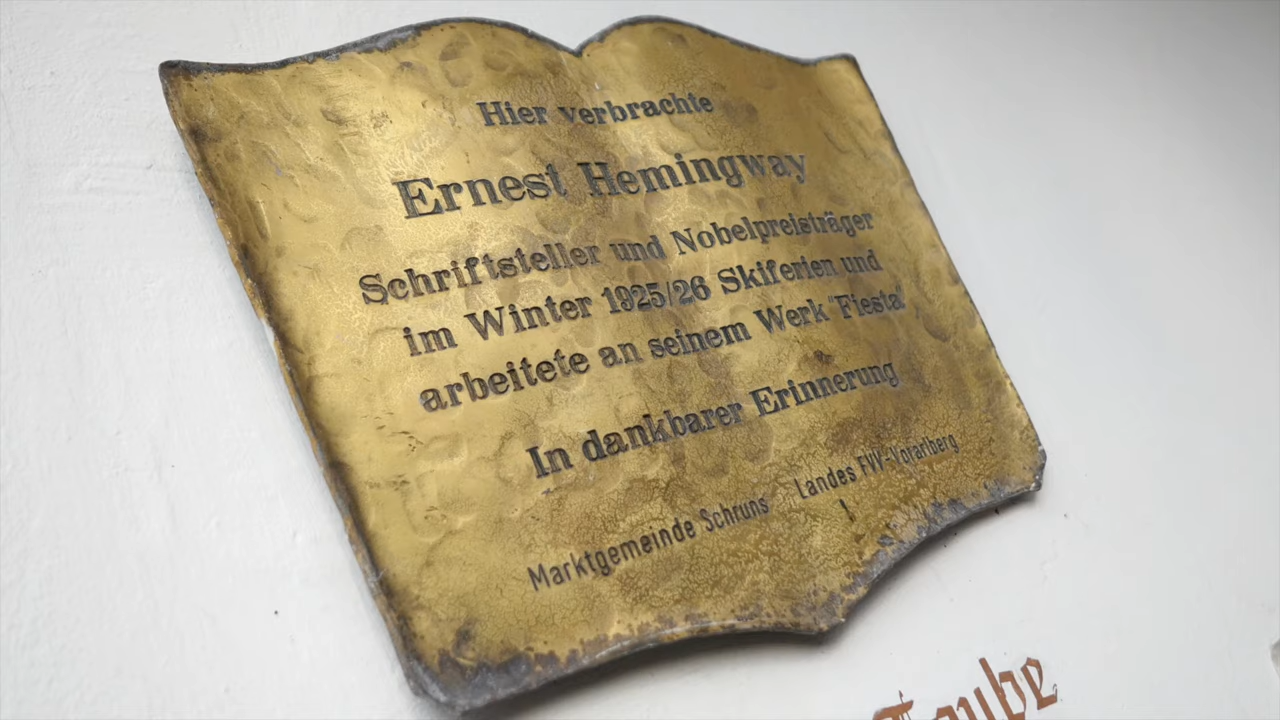 Hier verbrachte
Ernest Hemingway
Schriftsteller und Nobelpreisträger
im Winter 1925/26 Skiferien und
arbeitete an seinem Werk "Fiesta"
In dankbarer Erinnerung
Marktgemeinde Schruns Landes FVV-Vorarlberg
Taube